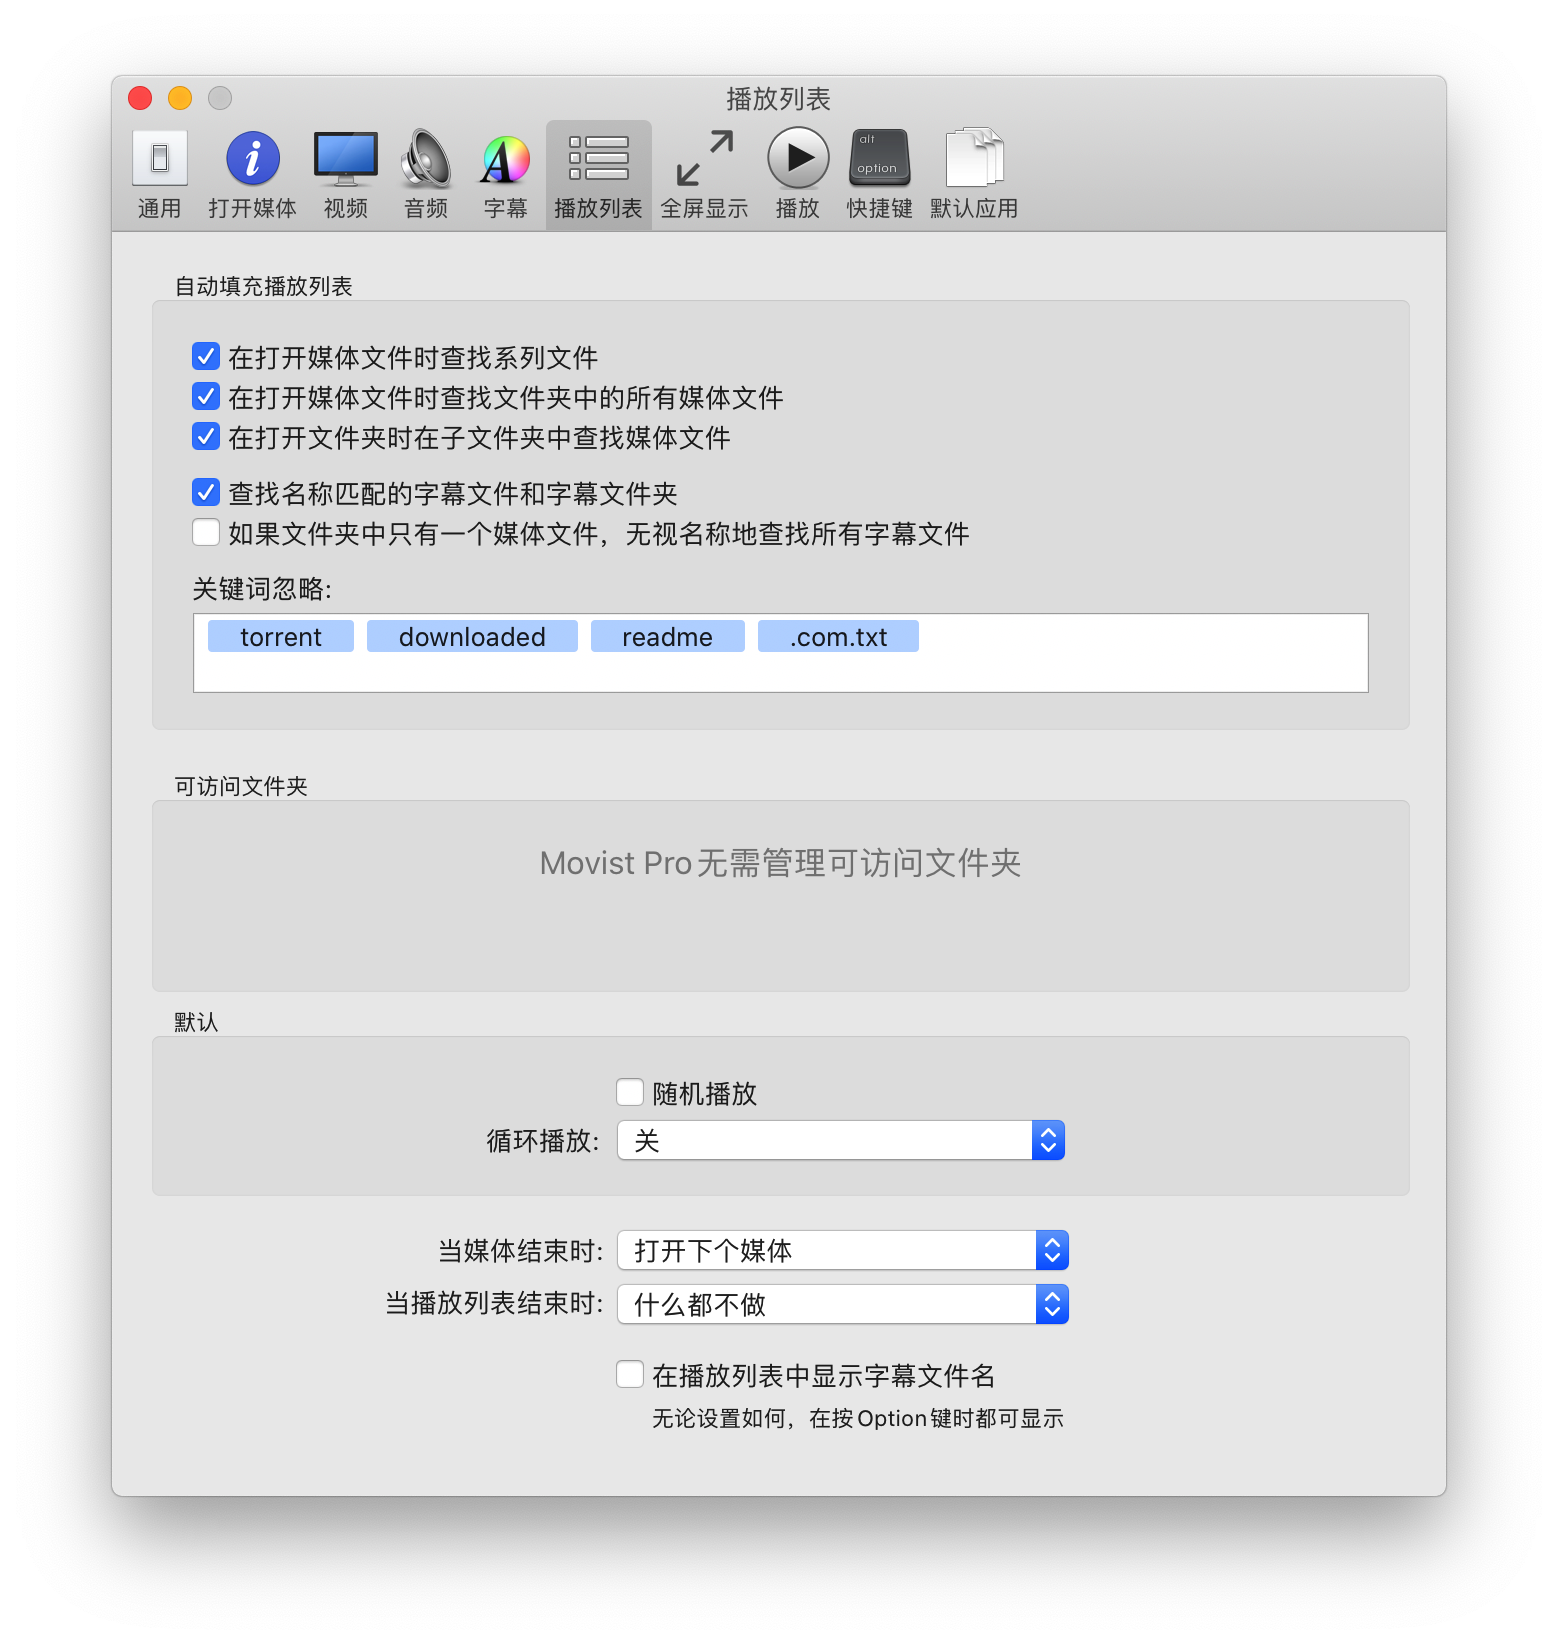 播放列表
alt
option
通用
打开媒体
视频
音频
字幕
播放列表
全屏显示
播放
快捷键
默认应用
自动填充播放列表
在打开媒体文件时查找系列文件
在打开媒体文件时查找文件夹中的所有媒体文件
在打开文件夹时在子文件夹中查找媒体文件
查找名称匹配的字幕文件和字幕文件夹
如果文件夹中只有一个媒体文件，无视名称地查找所有字幕文件
关键词忽略:
torrent downloaded readme .com.txt
可访问文件夹
Movist Pro无需管理可访问文件夹
默认
随机播放
循环播放: 关
当媒体结束时: 打开下个媒体
当播放列表结束时: 什么都不做
在播放列表中显示字幕文件名
无论设置如何，在按Option键时都可显示